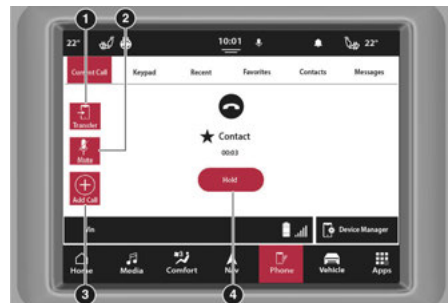 1 2
22° 10:01 22°
Current Call Keypad Recent Favorites Contacts Messages
Transfer
Contact
00:03
Mute
Hold
Add Call
Device Manager
Home Media Comfort Nav Phone Vehicle Apps
3 4